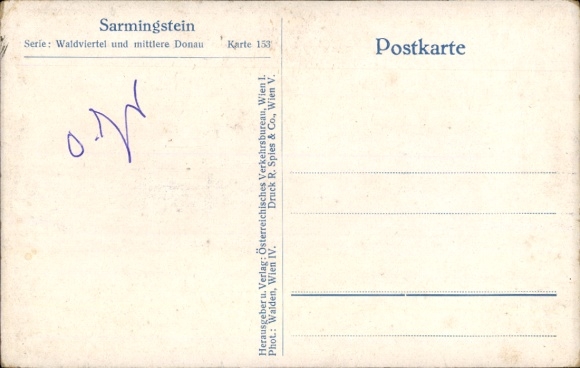 Sarmingstein
Serie: Waldviertel und mittlere Donau Karte 153
Postkarte
Herausgeber u. Verlag: Österreichisches Verkehrsbureau, Wien I.
Phot.: Walden, Wien IV. Druck R. Spies & Co., Wien V.